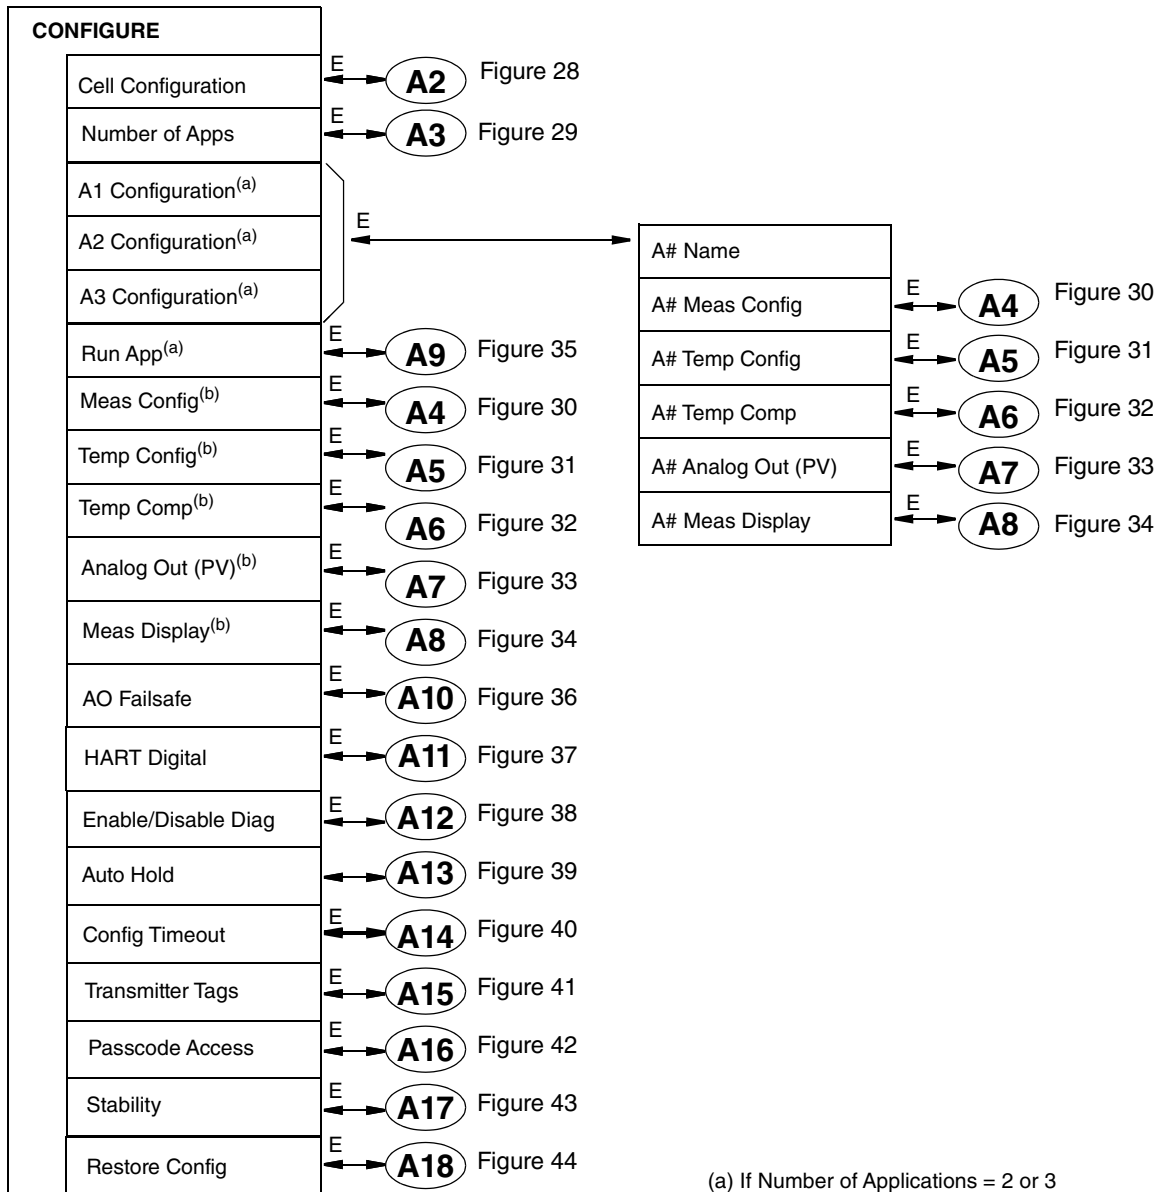 CONFIGURE
Cell Configuration E A2 Figure 28
Number of Apps E A3 Figure 29
A1 Configuration(a)
A2 Configuration(a)
A3 Configuration(a)
E
A# Name
A# Meas Config E A4 Figure 30
A# Temp Config E A5 Figure 31
A# Temp Comp E A6 Figure 32
A# Analog Out (PV) E A7 Figure 33
A# Meas Display E A8 Figure 34
Run App(a) E A9 Figure 35
Meas Config(b) E A4 Figure 30
Temp Config(b) E A5 Figure 31
Temp Comp(b) E A6 Figure 32
Analog Out (PV)(b) E A7 Figure 33
Meas Display(b) E A8 Figure 34
AO Failsafe E A10 Figure 36
HART Digital E A11 Figure 37
Enable/Disable Diag E A12 Figure 38
Auto Hold A13 Figure 39
Config Timeout E A14 Figure 40
Transmitter Tags E A15 Figure 41
Passcode Access E A16 Figure 42
Stability E A17 Figure 43
Restore Config E A18 Figure 44
(a) If Number of Applications = 2 or 3